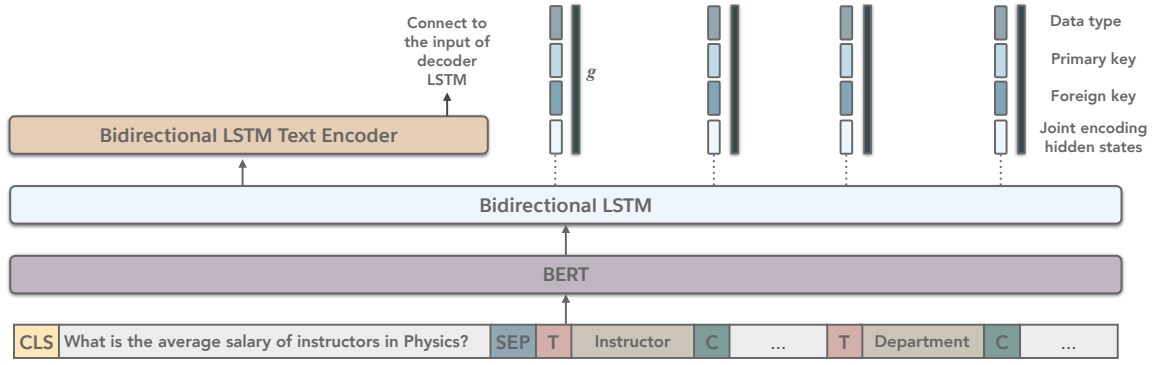 Connect to
the input of
decoder
LSTM
g
Data type
Primary key
Foreign key
Joint encoding
hidden states
Bidirectional LSTM Text Encoder
Bidirectional LSTM
BERT
CLS What is the average salary of instructors in Physics? SEP T Instructor C ... T Department C ...